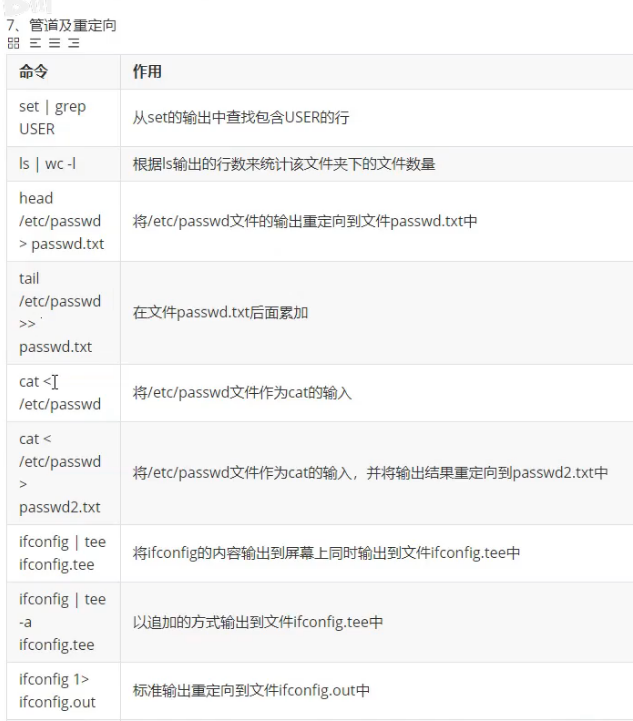 7、管道及重定向
命令 作用
set | grep
USER
从set的输出中查找包含USER的行
ls | wc -l
根据ls输出的行数来统计该文件夹下的文件数量
head
/etc/passwd
> passwd.txt
将/etc/passwd文件的输出重定向到文件passwd.txt中
tail
/etc/passwd
>>
passwd.txt
在文件passwd.txt后面累加
cat <
/etc/passwd
将/etc/passwd文件作为cat的输入
cat <
/etc/passwd
>
passwd2.txt
将/etc/passwd文件作为cat的输入，并将输出结果重定向到passwd2.txt中
ifconfig | tee
ifconfig.tee
将ifconfig的内容输出到屏幕上同时输出到文件ifconfig.tee中
ifconfig | tee
-a
ifconfig.tee
以追加的方式输出到文件ifconfig.tee中
ifconfig 1>
ifconfig.out
标准输出重定向到文件ifconfig.out中